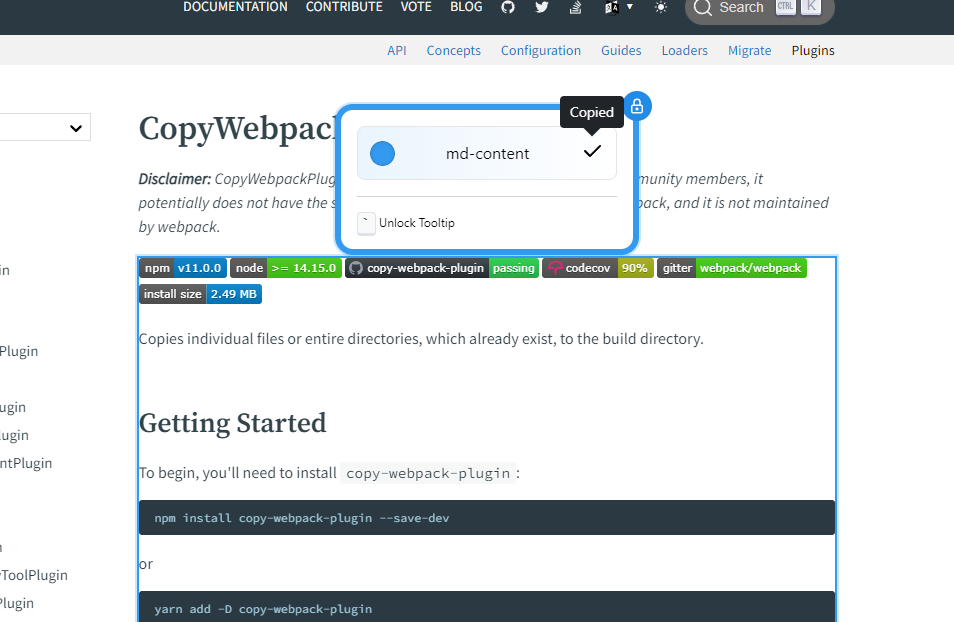 DOCUMENTATION CONTRIBUTE VOTE BLOG Search CTRL K
API Concepts Configuration Guides Loaders Migrate Plugins
Copied
CopyWebpack
md-content
Disclaimer: CopyWebpackPlug munity members, it
potentially does not have the s pack, and it is not maintained
by webpack.
` Unlock Tooltip
npm v11.0.0 node >= 14.15.0 copy-webpack-plugin passing codecov 90% gitter webpack/webpack
install size 2.49 MB
in
Copies individual files or entire directories, which already exist, to the build directory.
Plugin
ugin
Getting Started
ugin
ntPlugin
To begin, you'll need to install copy-webpack-plugin :
npm install copy-webpack-plugin --save-dev
or
ToolPlugin
Plugin
yarn add -D copy-webpack-plugin